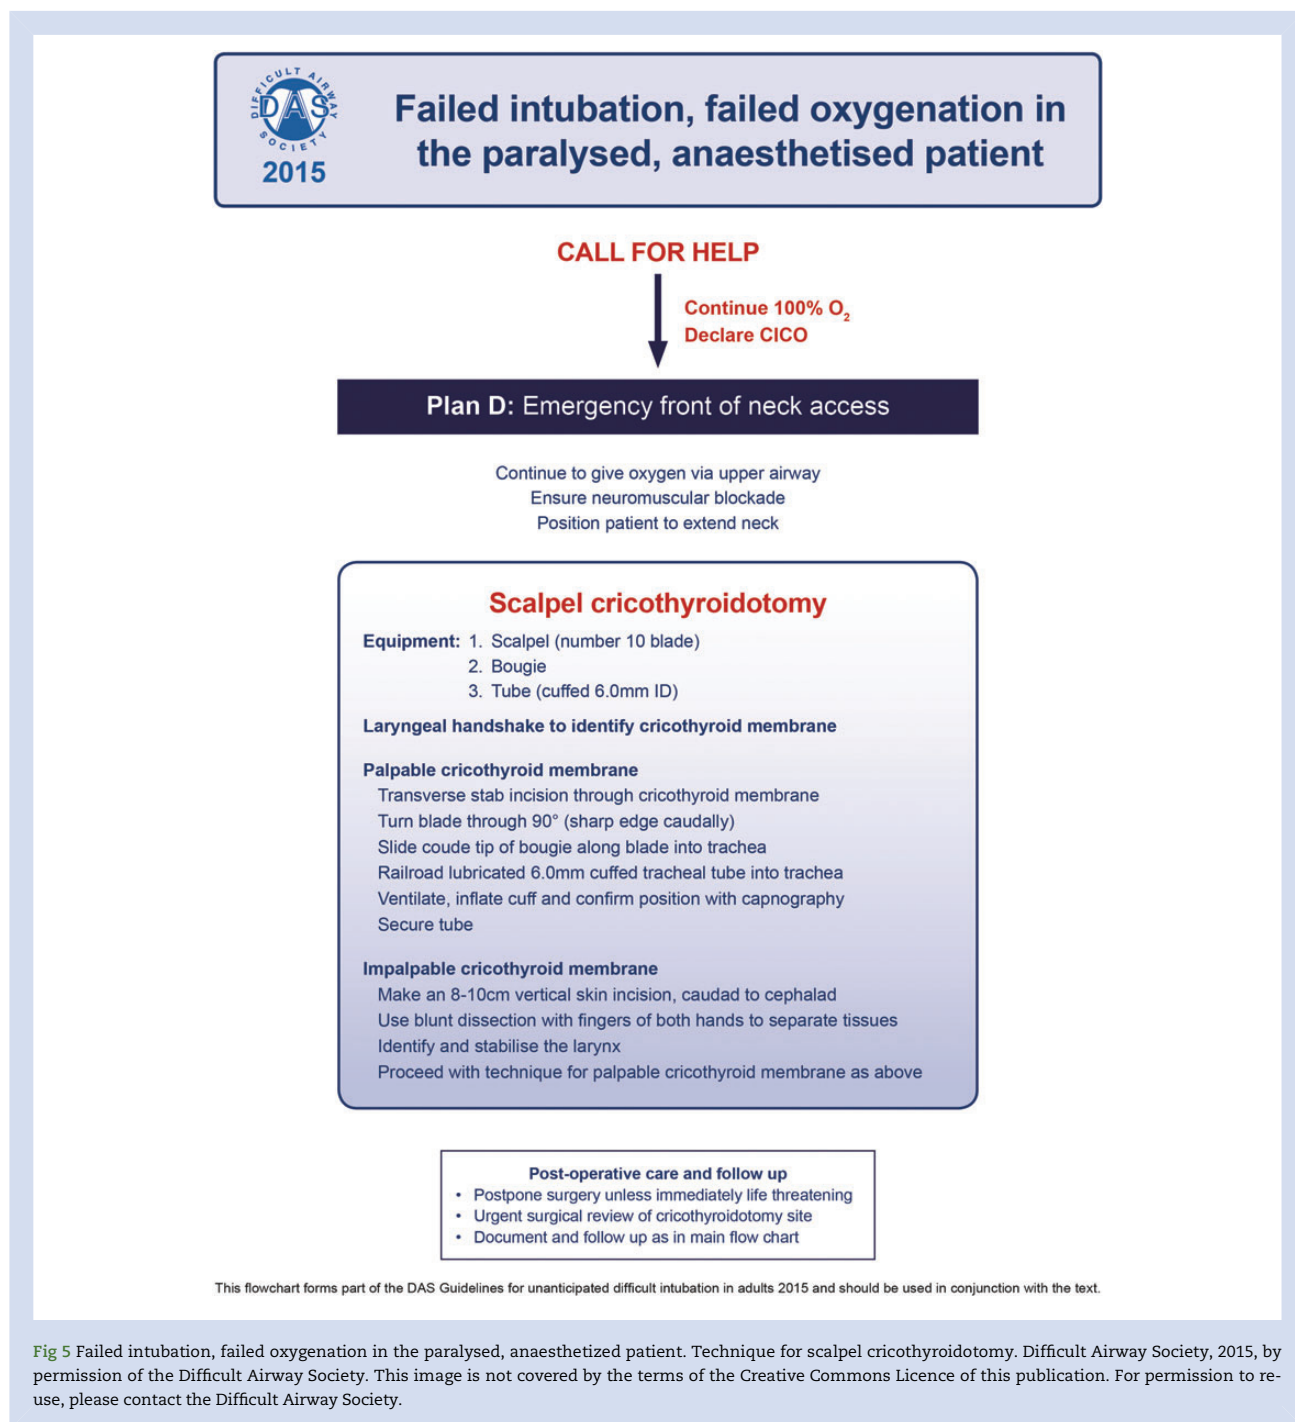 DIFFICULT AIRWAY SOCIETY
DAS
2015
Failed intubation, failed oxygenation in
the paralysed, anaesthetised patient
CALL FOR HELP
Continue 100% O2
Declare CICO
Plan D: Emergency front of neck access
Continue to give oxygen via upper airway
Ensure neuromuscular blockade
Position patient to extend neck
Scalpel cricothyroidotomy
Equipment: 1. Scalpel (number 10 blade)
2. Bougie
3. Tube (cuffed 6.0mm ID)
Laryngeal handshake to identify cricothyroid membrane
Palpable cricothyroid membrane
Transverse stab incision through cricothyroid membrane
Turn blade through 90° (sharp edge caudally)
Slide coude tip of bougie along blade into trachea
Railroad lubricated 6.0mm cuffed tracheal tube into trachea
Ventilate, inflate cuff and confirm position with capnography
Secure tube
Impalpable cricothyroid membrane
Make an 8-10cm vertical skin incision, caudad to cephalad
Use blunt dissection with fingers of both hands to separate tissues
Identify and stabilise the larynx
Proceed with technique for palpable cricothyroid membrane as above
Post-operative care and follow up
• Postpone surgery unless immediately life threatening
• Urgent surgical review of cricothyroidotomy site
• Document and follow up as in main flow chart
This flowchart forms part of the DAS Guidelines for unanticipated difficult intubation in adults 2015 and should be used in conjunction with the text.
Fig 5 Failed intubation, failed oxygenation in the paralysed, anaesthetized patient. Technique for scalpel cricothyroidotomy. Difficult Airway Society, 2015, by
permission of the Difficult Airway Society. This image is not covered by the terms of the Creative Commons Licence of this publication. For permission to re-
use, please contact the Difficult Airway Society.